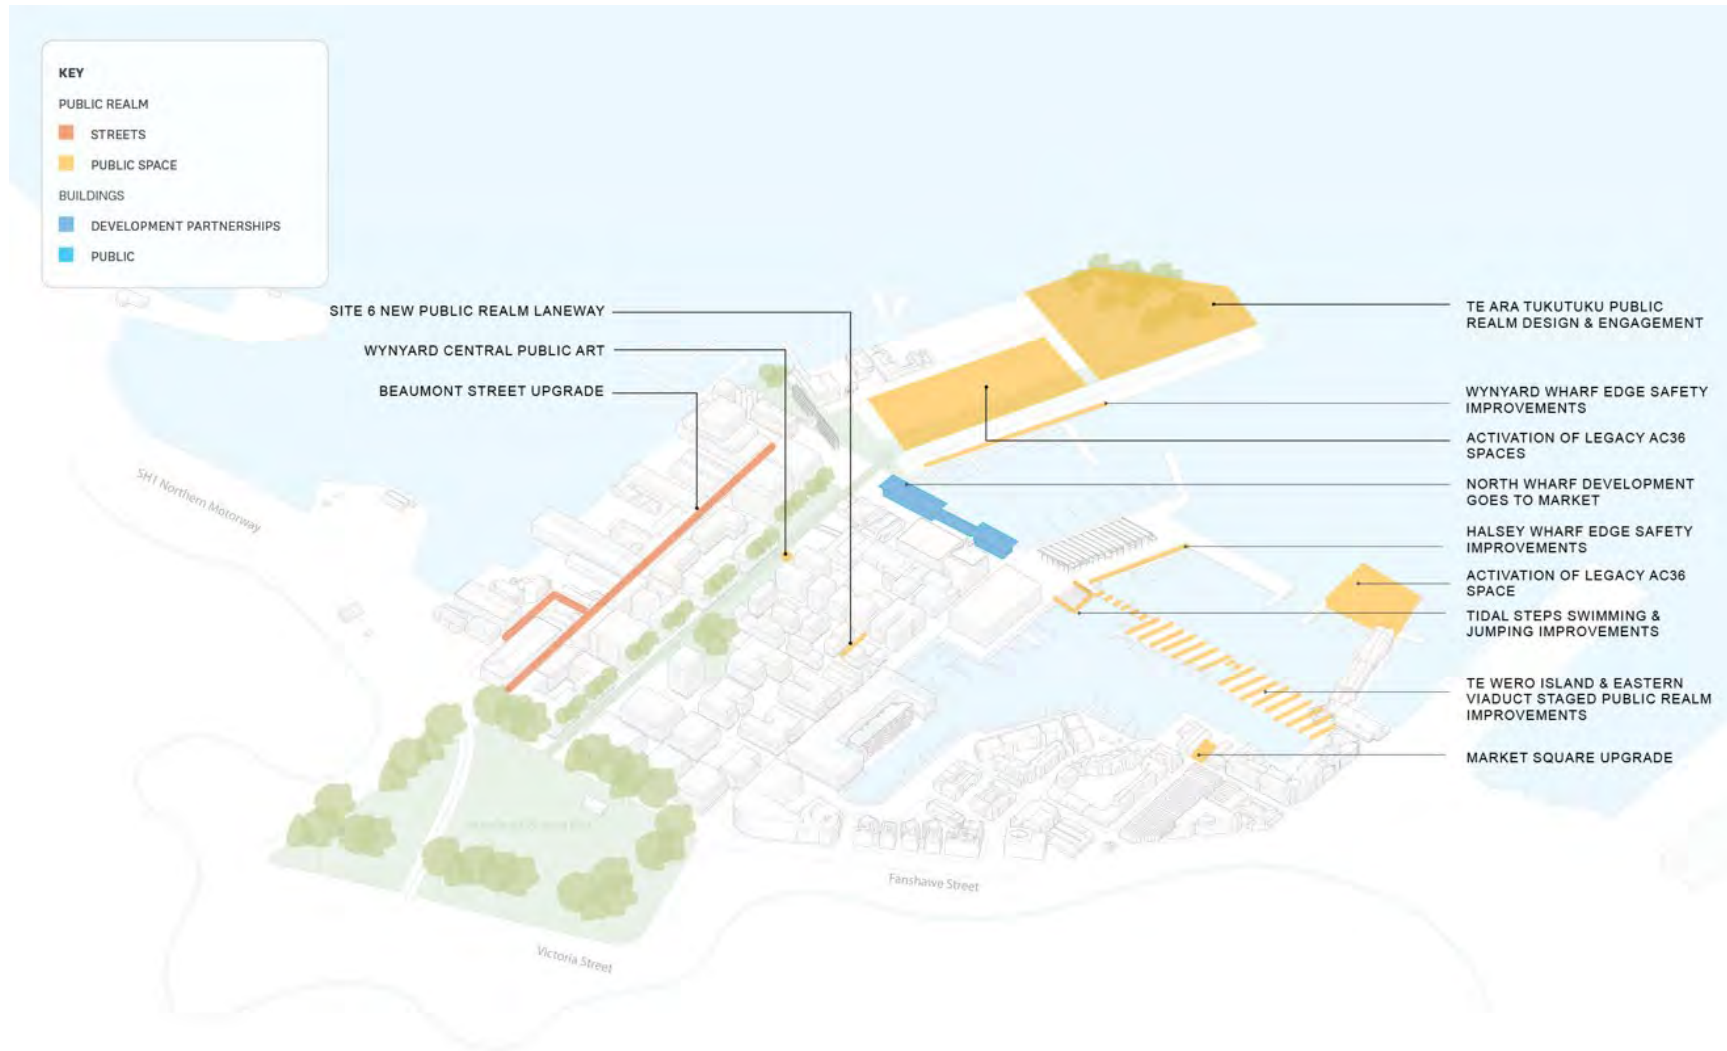 KEY
PUBLIC REALM
STREETS
PUBLIC SPACE
BUILDINGS
DEVELOPMENT PARTNERSHIPS
PUBLIC
SITE 6 NEW PUBLIC REALM LANEWAY
WYNYARD CENTRAL PUBLIC ART
BEAUMONT STREET UPGRADE
TE ARA TUKUTUKU PUBLIC
REALM DESIGN & ENGAGEMENT
WYNYARD WHARF EDGE SAFETY
IMPROVEMENTS
ACTIVATION OF LEGACY AC36
SPACES
NORTH WHARF DEVELOPMENT
GOES TO MARKET
HALSEY WHARF EDGE SAFETY
IMPROVEMENTS
ACTIVATION OF LEGACY AC36
SPACE
TIDAL STEPS SWIMMING &
JUMPING IMPROVEMENTS
TE WERO ISLAND & EASTERN
VIADUCT STAGED PUBLIC REALM
IMPROVEMENTS
MARKET SQUARE UPGRADE
SH1 Northern Motorway
Fanshawe Street
Victoria Street